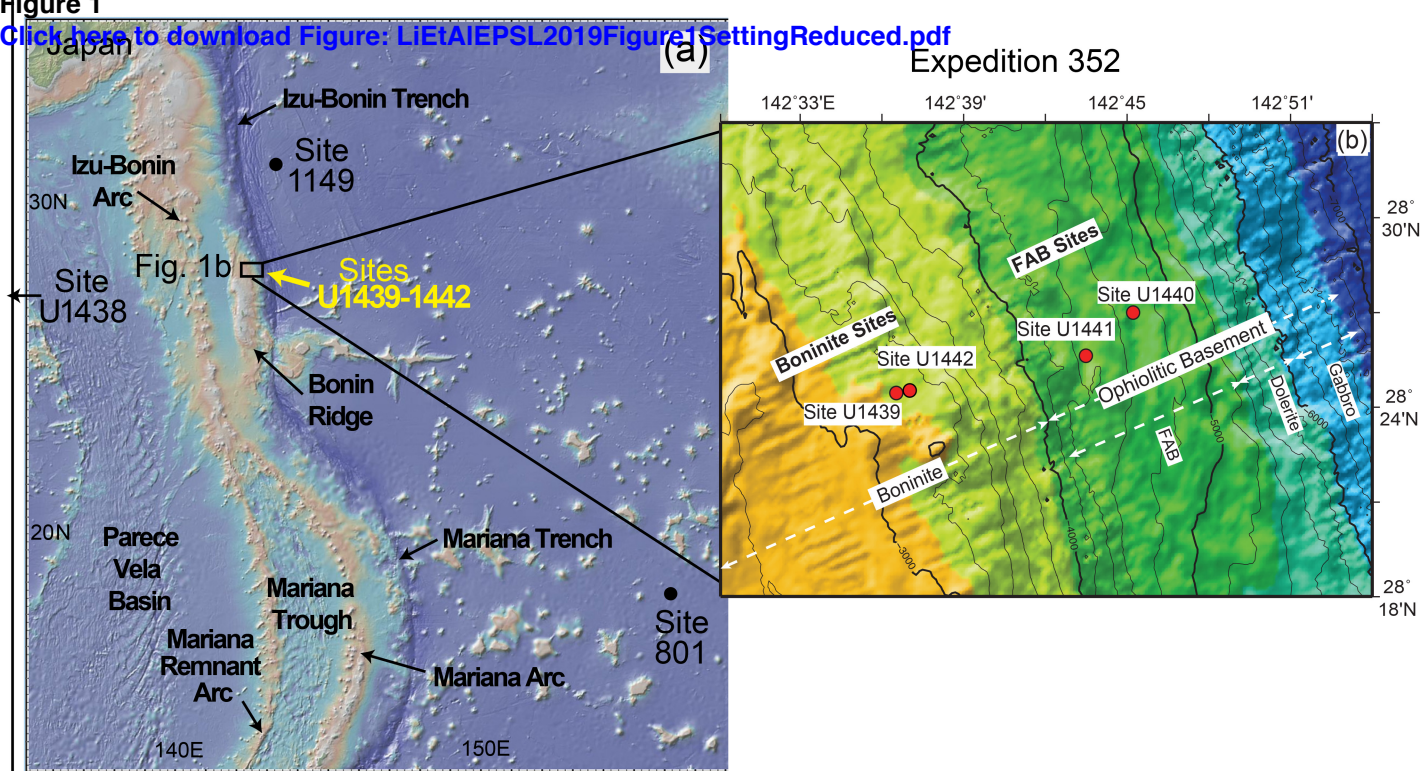 Figure 1
Click here to download Figure: LiEtAlEPSL2019Figure1SettingReduced.pdf
Japan
(a)
Izu-Bonin Trench
Site
1149
Izu-Bonin
Arc
30N
Fig. 1b
Sites
U1439-1442
Site
U1438
Bonin
Ridge
20N
Parece
Vela
Basin
Mariana Trench
Mariana
Trough
Mariana
Remnant
Arc
Mariana Arc
Site
801
140E
150E
Expedition 352
142°33'E
142°39'
142°45
142°51'
(b)
28°
30'N
28°
24'N
28°
18'N
FAB Sites
Site U1440
Site U1441
Boninite Sites
Site U1442
Site U1439
Ophiolitic Basement
Boninite
FAB
Dolerite
Gabbro
-3000
-4000
-5000
-6000
-7000